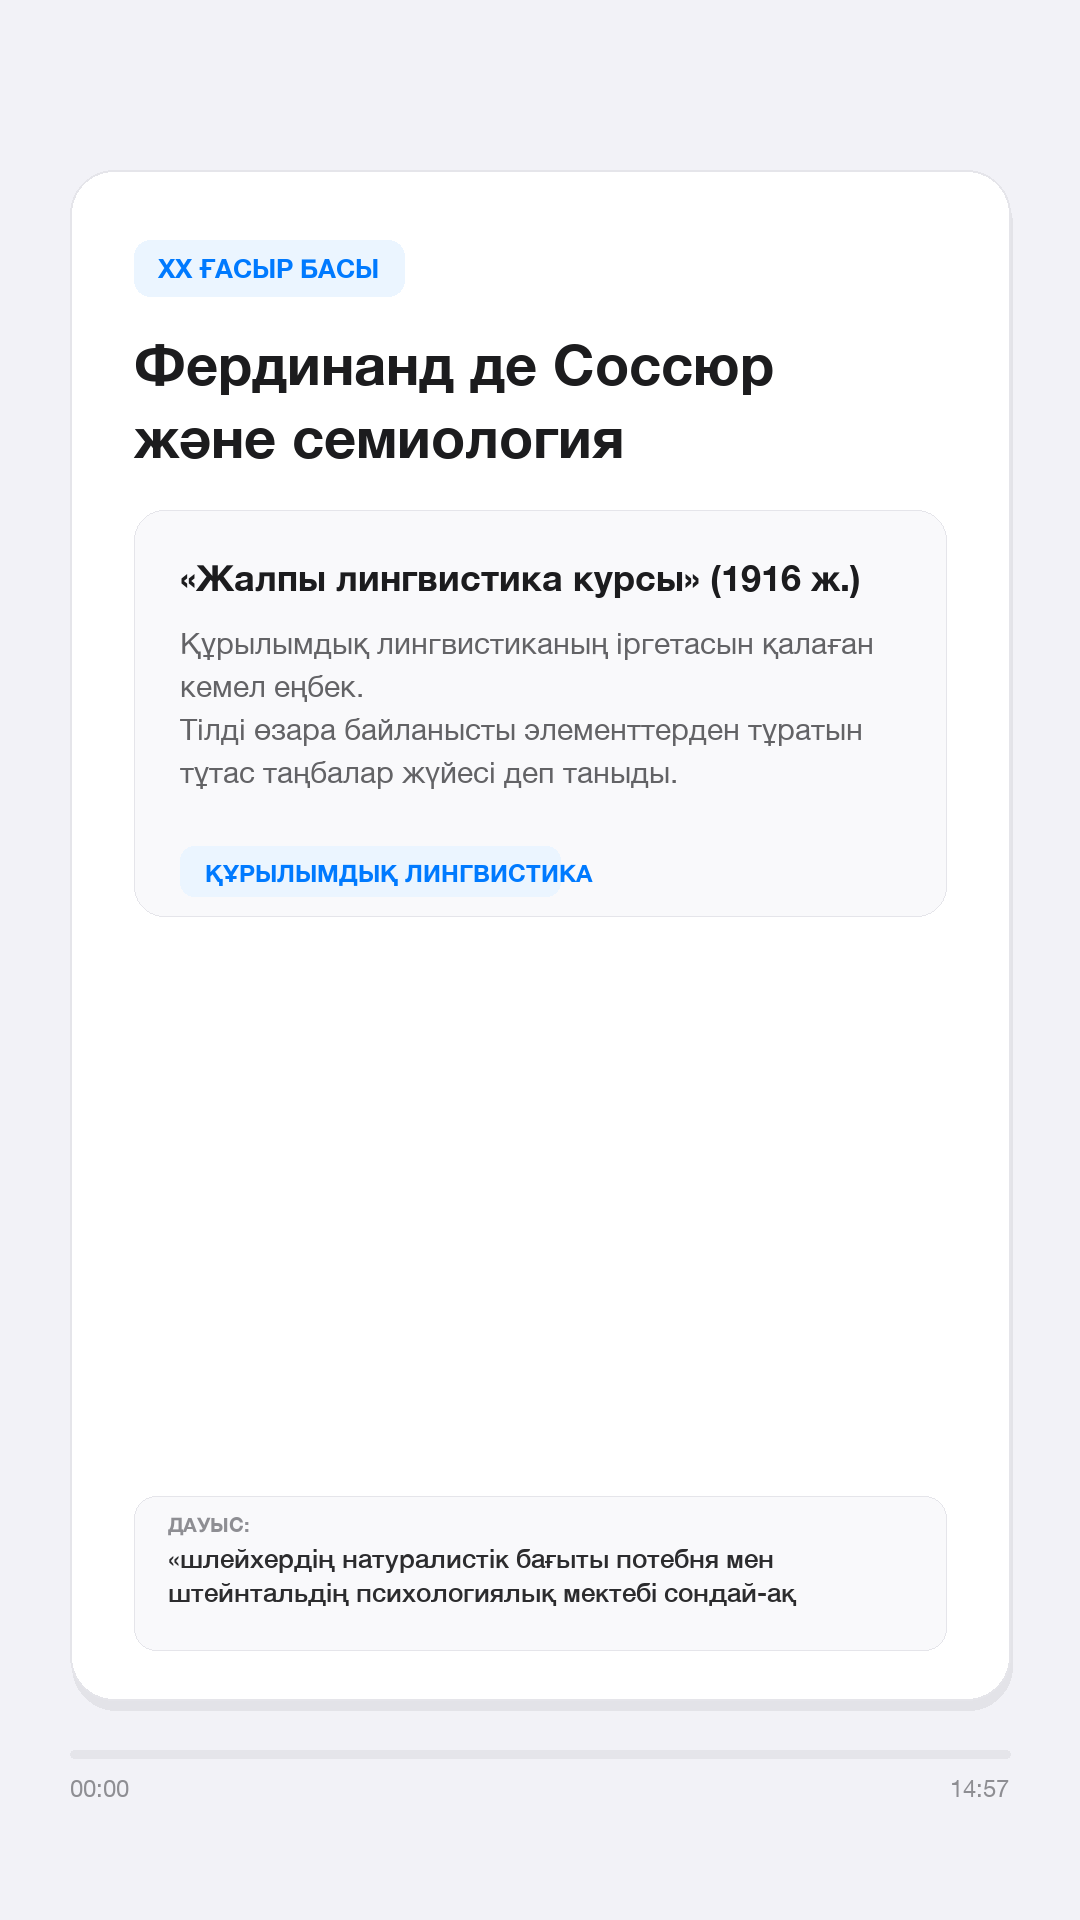 XX ҒАСЫР БАСЫ
Фердинанд де Соссюр
және семиология
«Жалпы лингвистика курсы» (1916 ж.)
Құрылымдық лингвистиканың іргетасын қалаған
кемел еңбек.
Тілді өзара байланысты элементтерден тұратын
тұтас таңбалар жүйесі деп таныды.
ҚҰРЫЛЫМДЫҚ ЛИНГВИСТИКА
ДАУЫС:
«шлейхердің натуралистік бағыты потебня мен
штейнтальдің психологиялық мектебі сондай-ақ
00:00
14:57